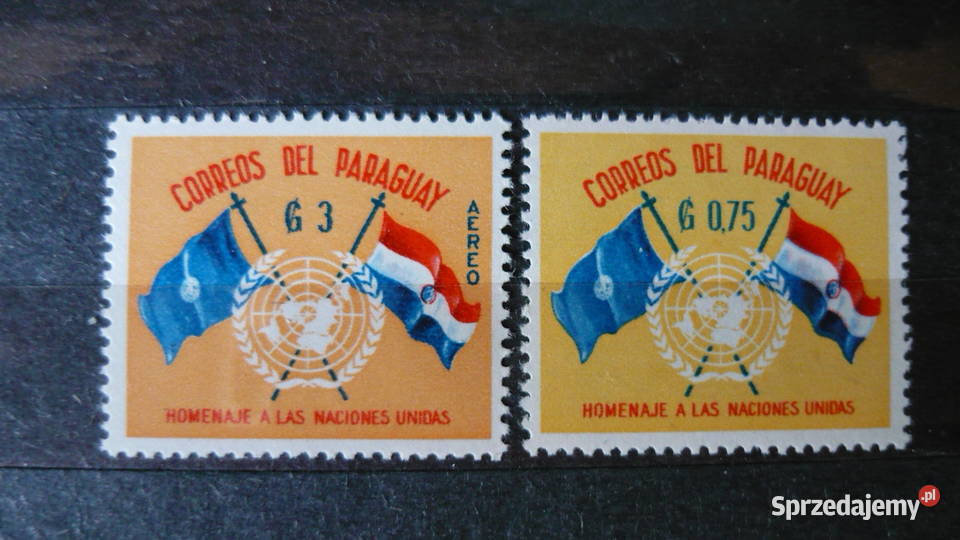 CORREOS DEL PARAGUAY
₲ 3
AEREO
HOMENAJE A LAS NACIONES UNIDAS
CORREOS DEL PARAGUAY
₲ 0,75
HOMENAJE A LAS NACIONES UNIDAS
Sprzedajemy.pl